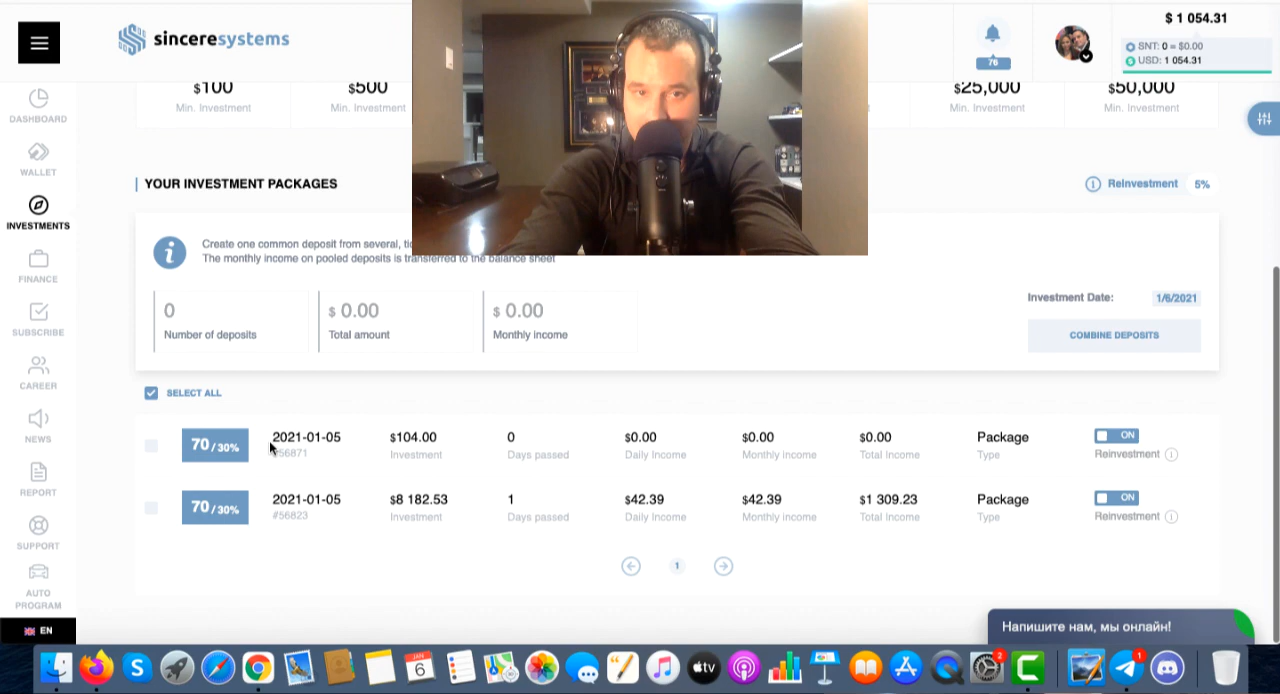 sinceresystems
76
$ 1 054.31
SNT: 0 = $0.00
USD: 1 054.31
DASHBOARD
WALLET
INVESTMENTS
FINANCE
SUBSCRIBE
CAREER
NEWS
REPORT
SUPPORT
AUTO
PROGRAM
EN
$100
Min. Investment
$500
Min. Investment
$25,000
Min. Investment
$50,000
Min. Investment
YOUR INVESTMENT PACKAGES
Reinvestment 5%
Create one common deposit from several,
The monthly income on pooled deposits is transferred to the balance sheet
0
Number of deposits
$ 0.00
Total amount
$ 0.00
Monthly income
Investment Date: 1/6/2021
COMBINE DEPOSITS
SELECT ALL
70 / 30%
2021-01-05
#56871
$104.00
Investment
0
Days passed
$0.00
Daily Income
$0.00
Monthly income
$0.00
Total Income
Package
Type
ON
Reinvestment
70 / 30%
2021-01-05
#56823
$8 182.53
Investment
1
Days passed
$42.39
Daily Income
$42.39
Monthly income
$1 309.23
Total Income
Package
Type
ON
Reinvestment
1
Напишите нам, мы онлайн!
JAN
6
tv
2
1